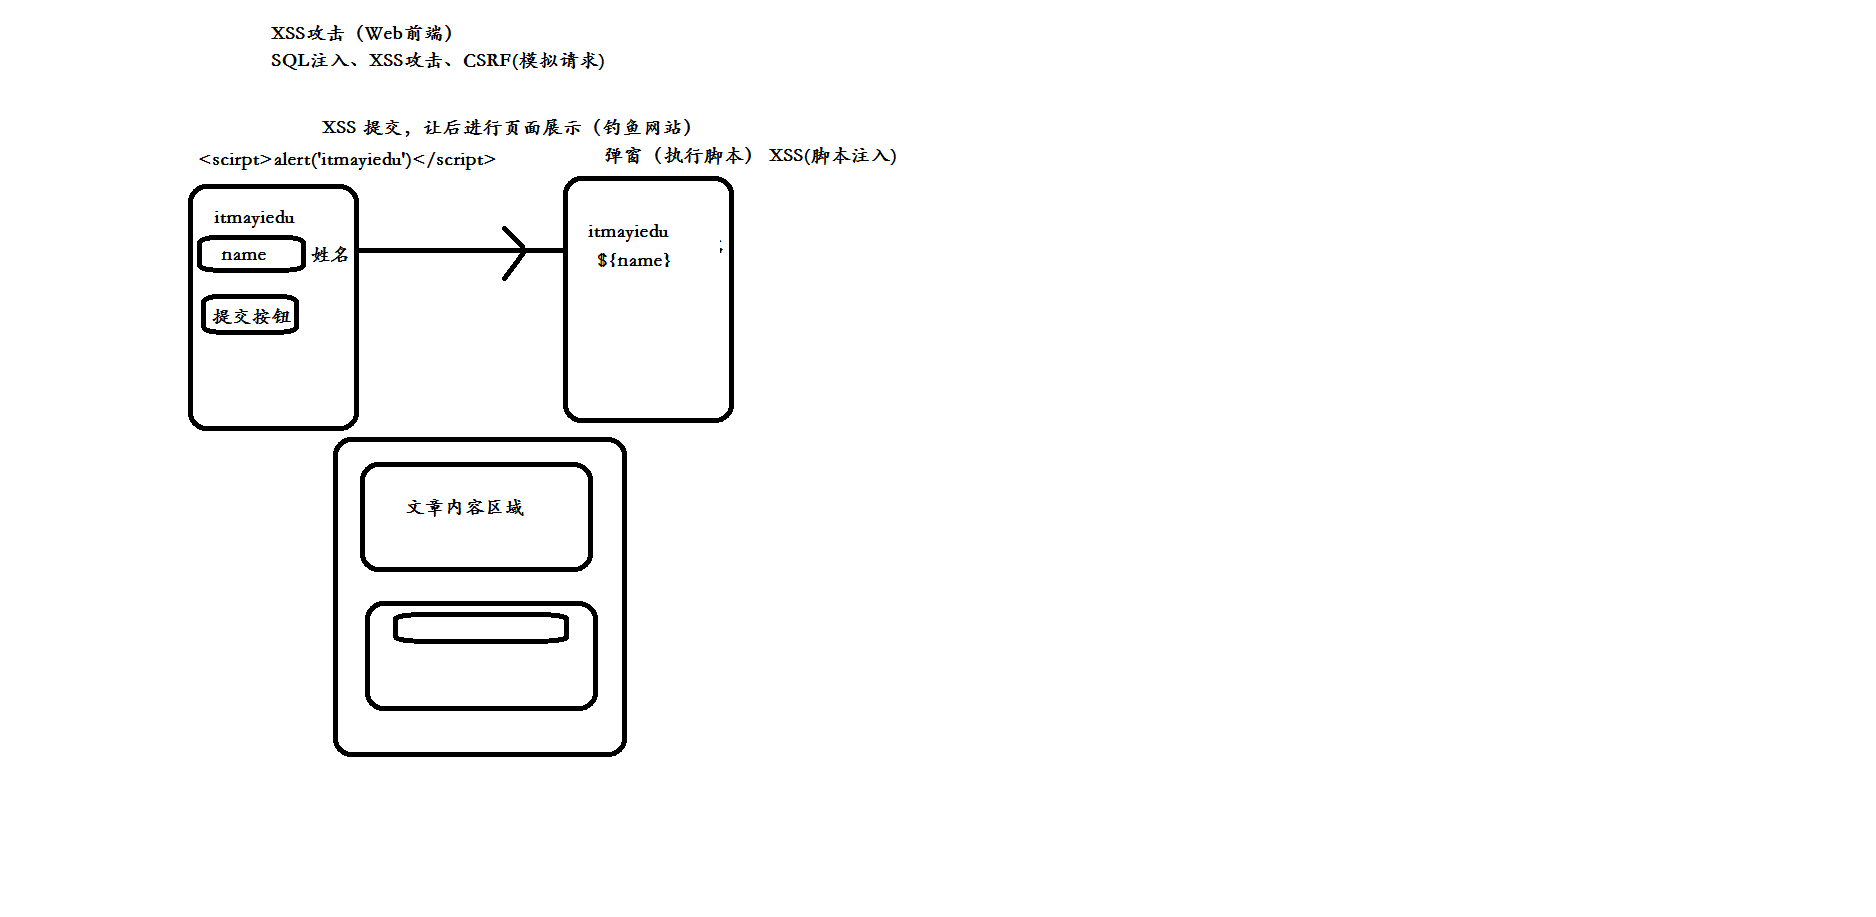 XSS攻击（Web前端）
SQL注入、XSS攻击、CSRF(模拟请求)
XSS 提交，让后进行页面展示（钓鱼网站）
<scirpt>alert('itmayiedu')</script>
弹窗（执行脚本） XSS(脚本注入)
itmayiedu
name 姓名
提交按钮
itmayiedu
${name}
文章内容区域